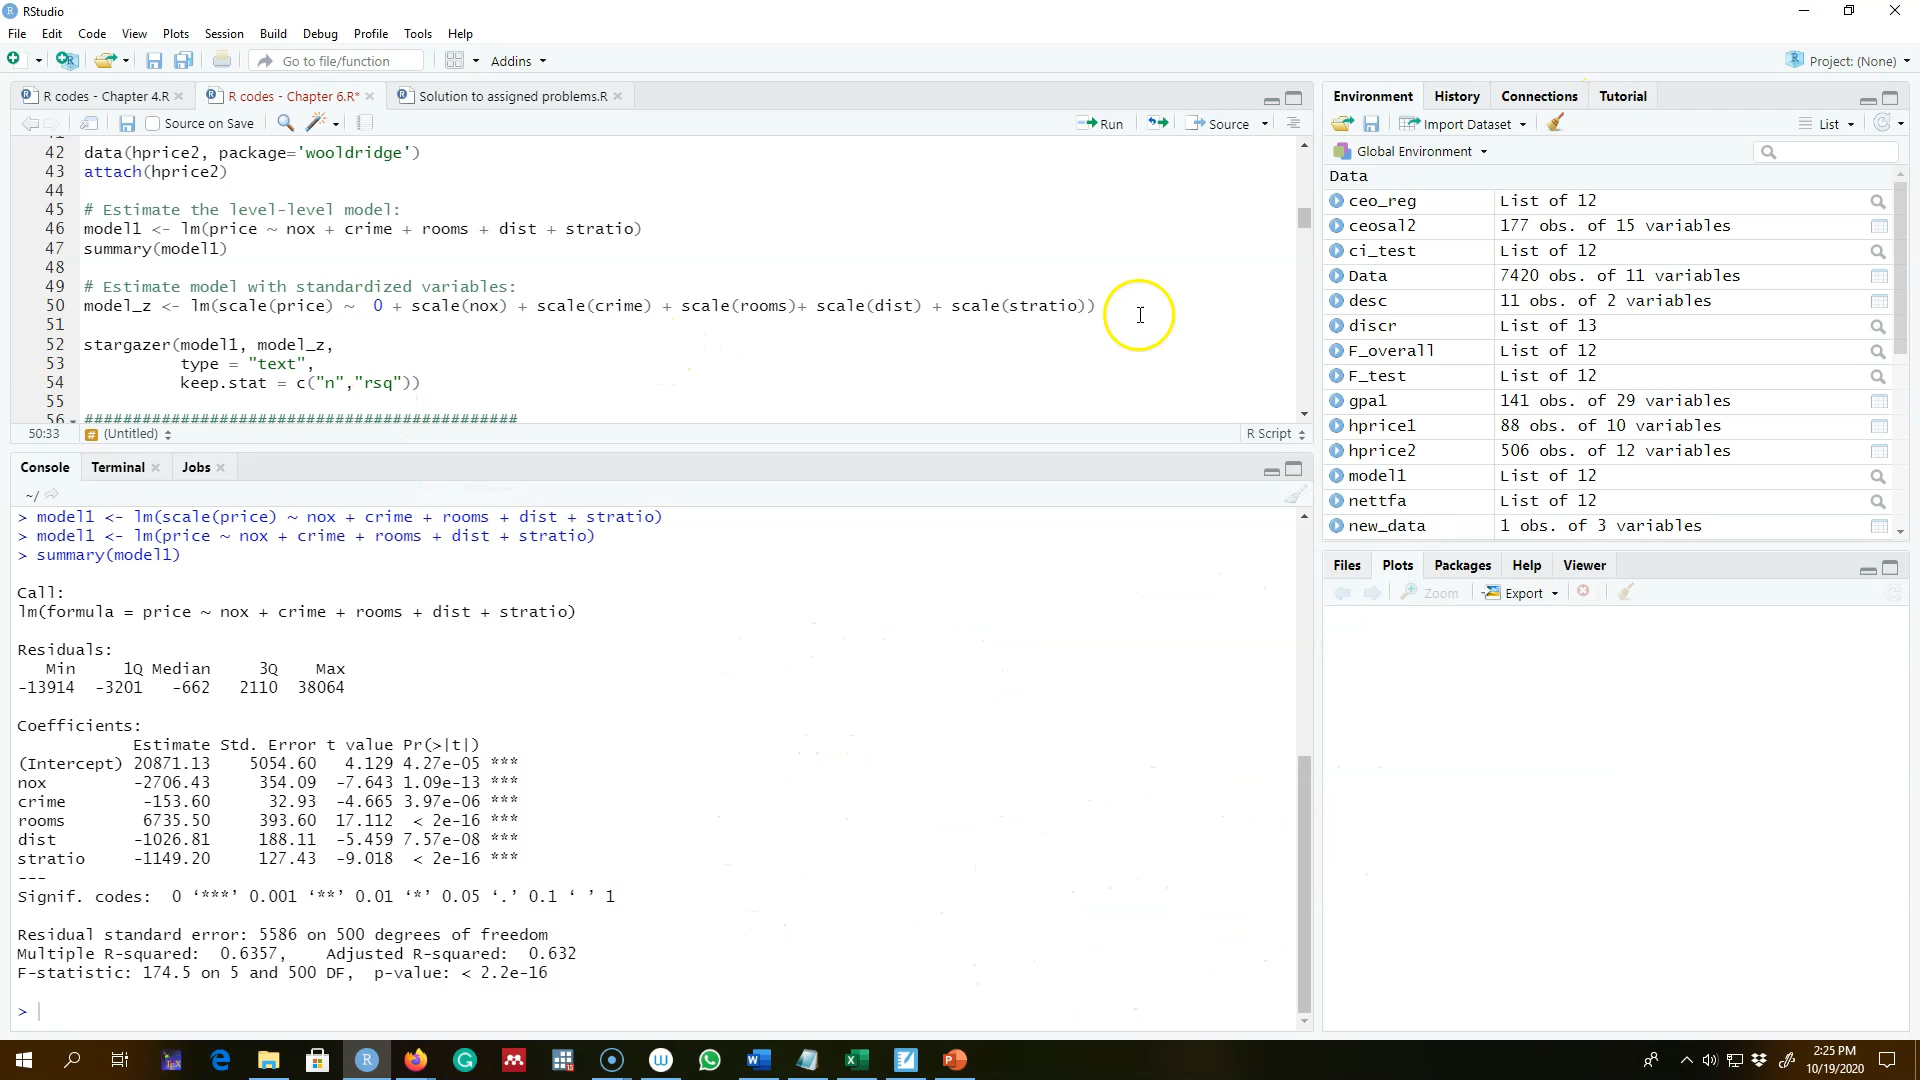 RStudio
File Edit Code View Plots Session Build Debug Profile Tools Help
Go to file/function Addins Project: (None)
R codes - Chapter 4.R R codes - Chapter 6.R* Solution to assigned problems.R
Source on Save Run Source
42 data(hprice2, package='wooldridge')
43 attach(hprice2)
44
45 # Estimate the level-level model:
46 model1 <- lm(price ~ nox + crime + rooms + dist + stratio)
47 summary(model1)
48
49 # Estimate model with standardized variables:
50 model_z <- lm(scale(price) ~  0 + scale(nox) + scale(crime) + scale(rooms)+ scale(dist) + scale(stratio))
51
52 stargazer(model1, model_z,
53           type = "text",
54           keep.stat = c("n","rsq"))
55
56 #############################################
50:33 (Untitled) R Script
Console Terminal Jobs
~/
> model1 <- lm(scale(price) ~ nox + crime + rooms + dist + stratio)
> model1 <- lm(price ~ nox + crime + rooms + dist + stratio)
> summary(model1)
Call:
lm(formula = price ~ nox + crime + rooms + dist + stratio)
Residuals:
Min 1Q Median 3Q Max
-13914 -3201 -662 2110 38064
Coefficients:
Estimate Std. Error t value Pr(>|t|)
(Intercept) 20871.13 5054.60 4.129 4.27e-05 ***
nox -2706.43 354.09 -7.643 1.09e-13 ***
crime -153.60 32.93 -4.665 3.97e-06 ***
rooms 6735.50 393.60 17.112 < 2e-16 ***
dist -1026.81 188.11 -5.459 7.57e-08 ***
stratio -1149.20 127.43 -9.018 < 2e-16 ***
---
Signif. codes:  0 ‘***’ 0.001 ‘**’ 0.01 ‘*’ 0.05 ‘.’ 0.1 ‘ ’ 1
Residual standard error: 5586 on 500 degrees of freedom
Multiple R-squared:  0.6357, Adjusted R-squared:  0.632
F-statistic: 174.5 on 5 and 500 DF,  p-value: < 2.2e-16
>
Environment History Connections Tutorial
Import Dataset List
Global Environment
Data
ceo_reg List of 12
ceosal2 177 obs. of 15 variables
ci_test List of 12
Data 7420 obs. of 11 variables
desc 11 obs. of 2 variables
discr List of 13
F_overall List of 12
F_test List of 12
gpa1 141 obs. of 29 variables
hprice1 88 obs. of 10 variables
hprice2 506 obs. of 12 variables
model1 List of 12
nettfa List of 12
new_data 1 obs. of 3 variables
Files Plots Packages Help Viewer
Zoom Export
2:25 PM
10/19/2020